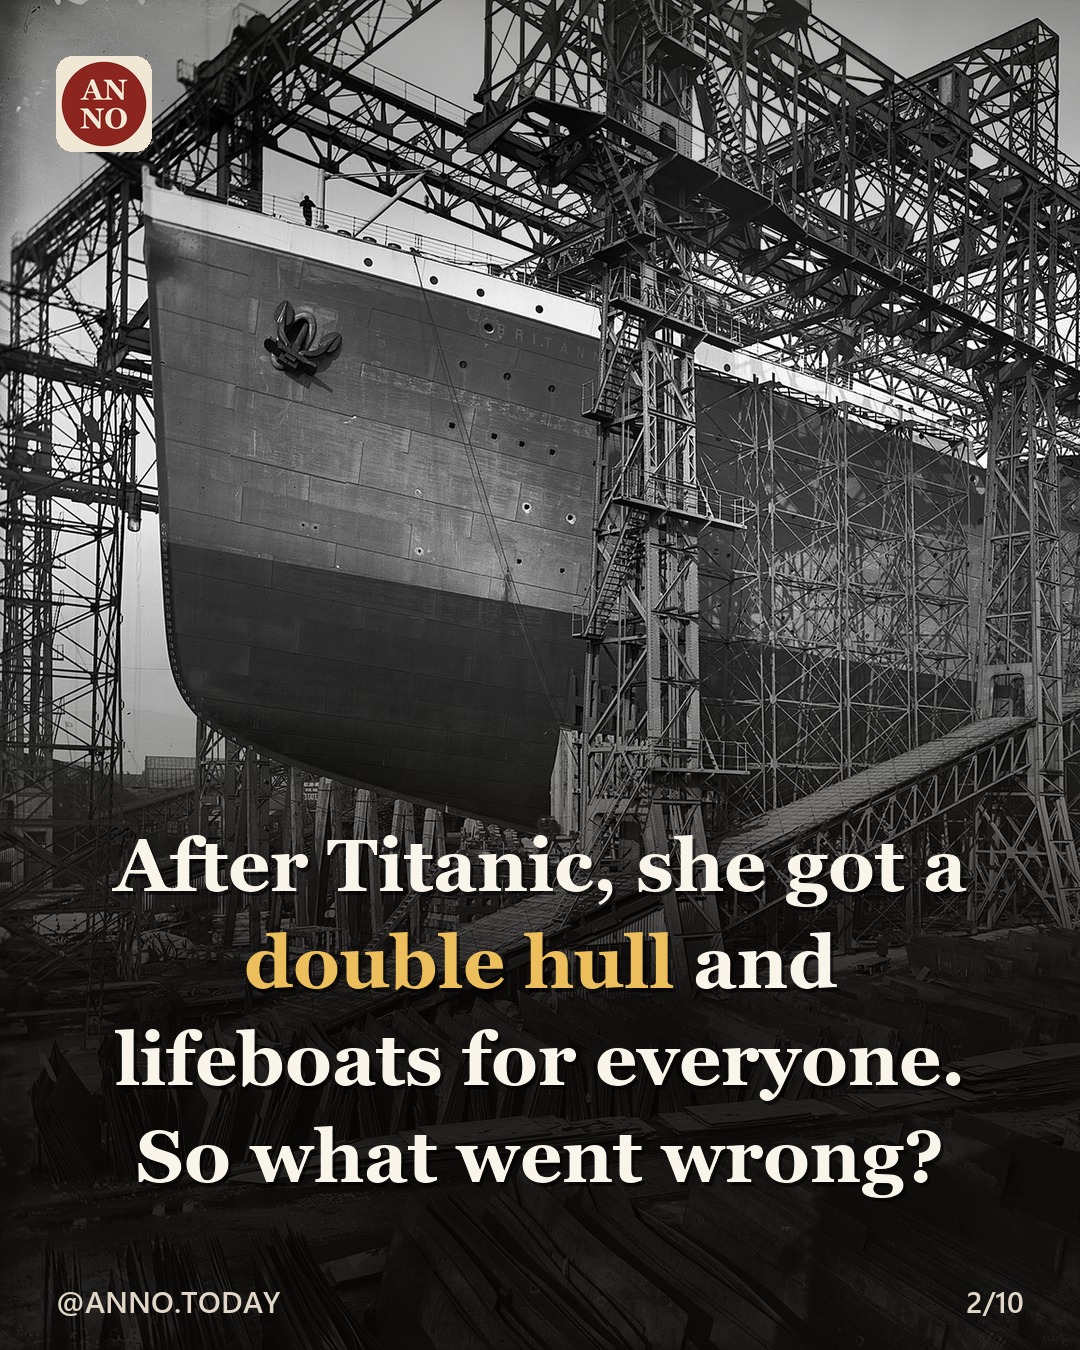 AN
NO
BRITAN
After Titanic, she got a
double hull and
lifeboats for everyone.
So what went wrong?
@ANNO.TODAY
2/10